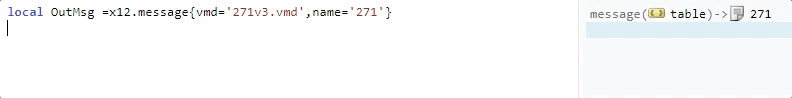 local OutMsg =x12.message{vmd='271v3.vmd',name='271'}
message( table)-> 271